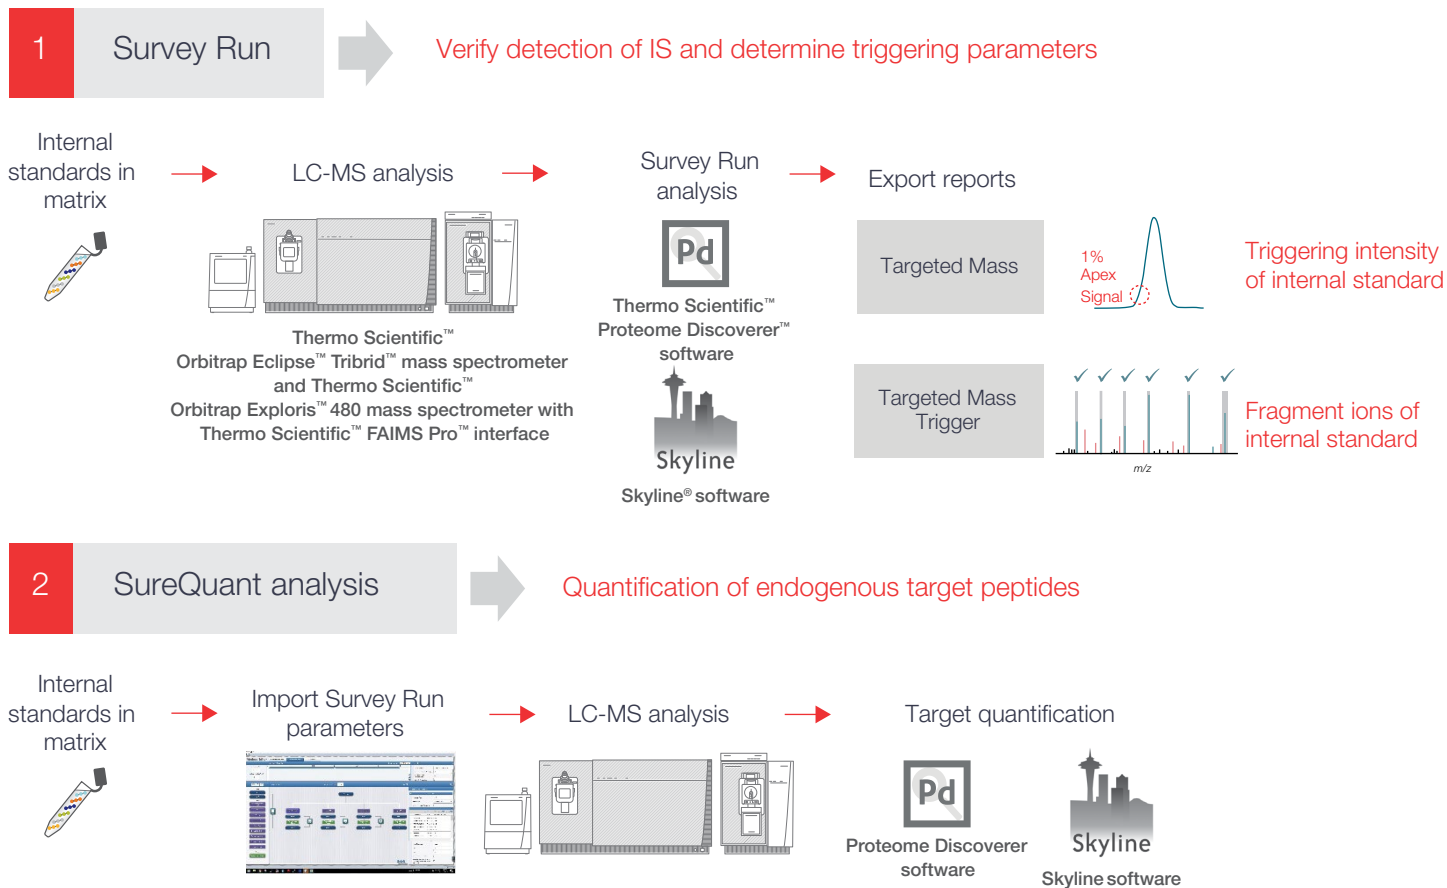 1
Survey Run
Verify detection of IS and determine triggering parameters
Internal
standards in
matrix
LC-MS analysis
Thermo Scientific™
Orbitrap Eclipse™ Tribrid™ mass spectrometer
and Thermo Scientific™
Orbitrap Exploris™ 480 mass spectrometer with
Thermo Scientific™ FAIMS Pro™ interface
Survey Run
analysis
Pd
Thermo Scientific™
Proteome Discoverer™
software
Skyline
Skyline® software
Export reports
Targeted Mass
1%
Apex
Signal
Triggering intensity
of internal standard
Targeted Mass
Trigger
m/z
Fragment ions of
internal standard
2
SureQuant analysis
Quantification of endogenous target peptides
Internal
standards in
matrix
Import Survey Run
parameters
LC-MS analysis
Target quantification
Pd
Proteome Discoverer
software
Skyline
Skyline software